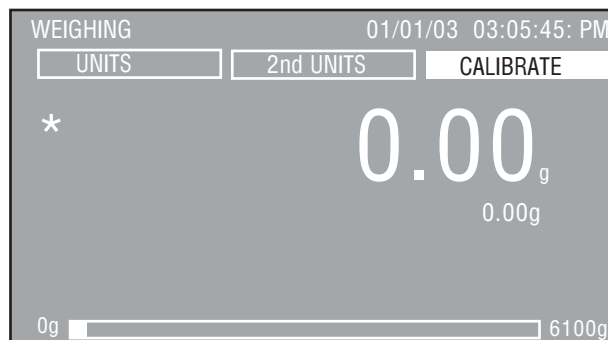 WEIGHING 01/01/03 03:05:45: PM
UNITS 2nd UNITS CALIBRATE
* 0.00g
0.00g
0g 6100g